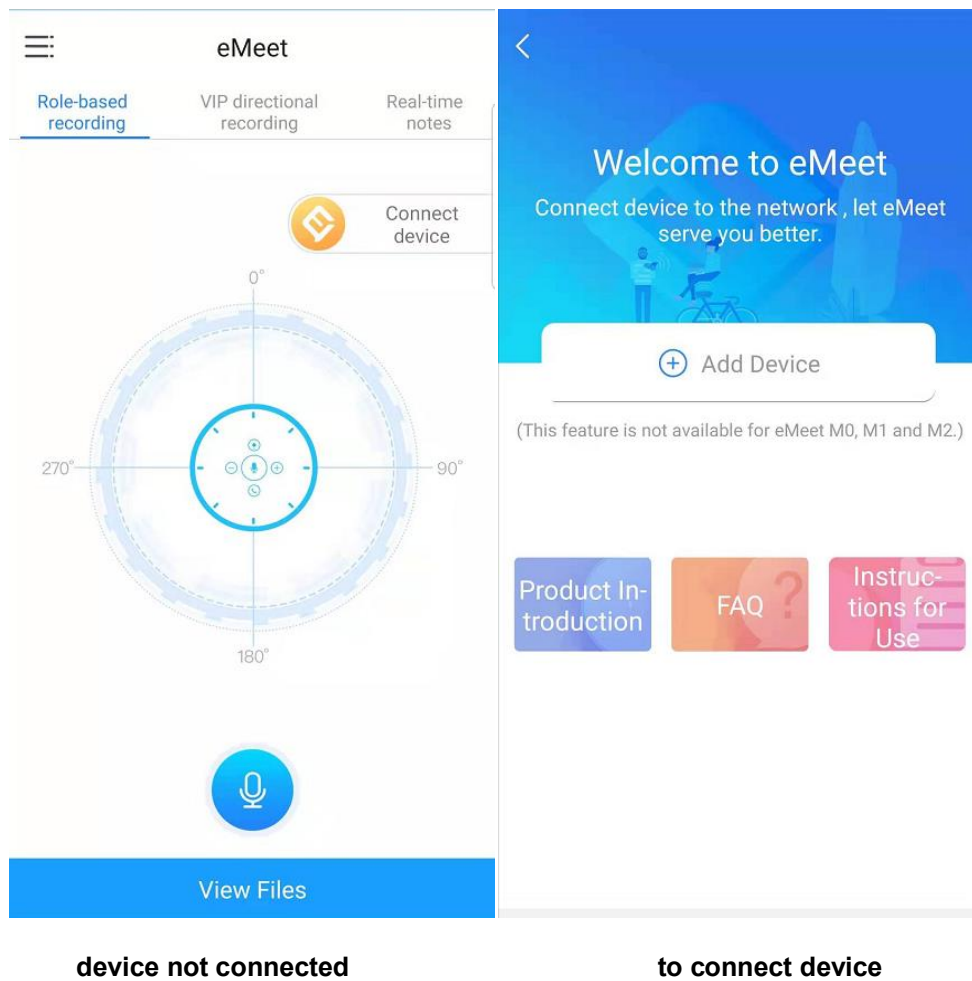 eMeet
Role-based
recording
VIP directional
recording
Real-time
notes
Connect
device
0°
270°
90°
180°
View Files
device not connected
Welcome to eMeet
Connect device to the network , let eMeet
serve you better.
Add Device
(This feature is not available for eMeet M0, M1 and M2.)
Product In-
troduction
FAQ
?
Instruc-
tions for
Use
to connect device